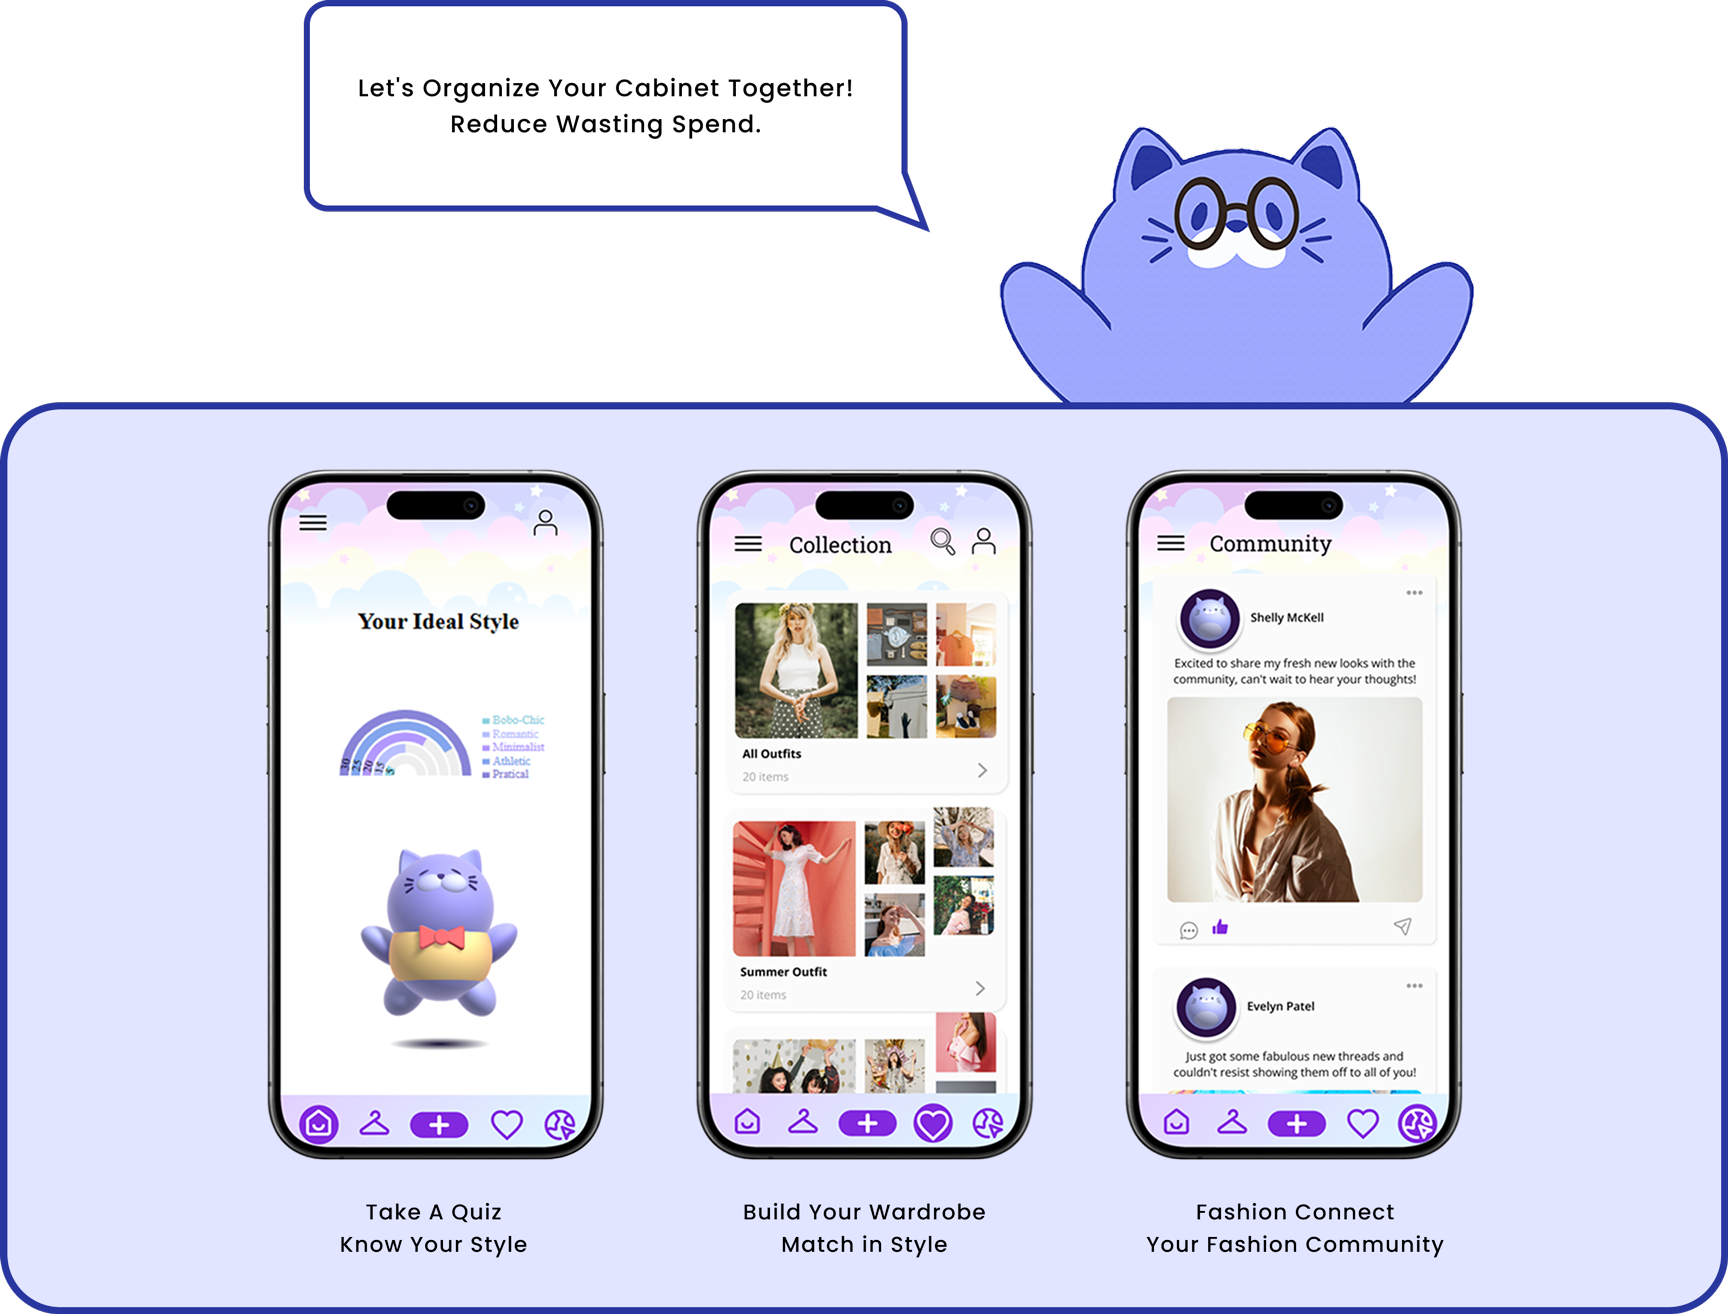 Let's Organize Your Cabinet Together!
Reduce Wasting Spend.
Your Ideal Style
Bobo-Chic
Romantic
Minimalist
Athletic
Pratical
30
25
20
15
5
Take A Quiz
Know Your Style
Collection
All Outfits
20 items
Summer Outfit
20 items
Build Your Wardrobe
Match in Style
Community
Shelly McKell
Excited to share my fresh new looks with the
community, can't wait to hear your thoughts!
Evelyn Patel
Just got some fabulous new threads and
couldn't resist showing them off to all of you!
Fashion Connect
Your Fashion Community